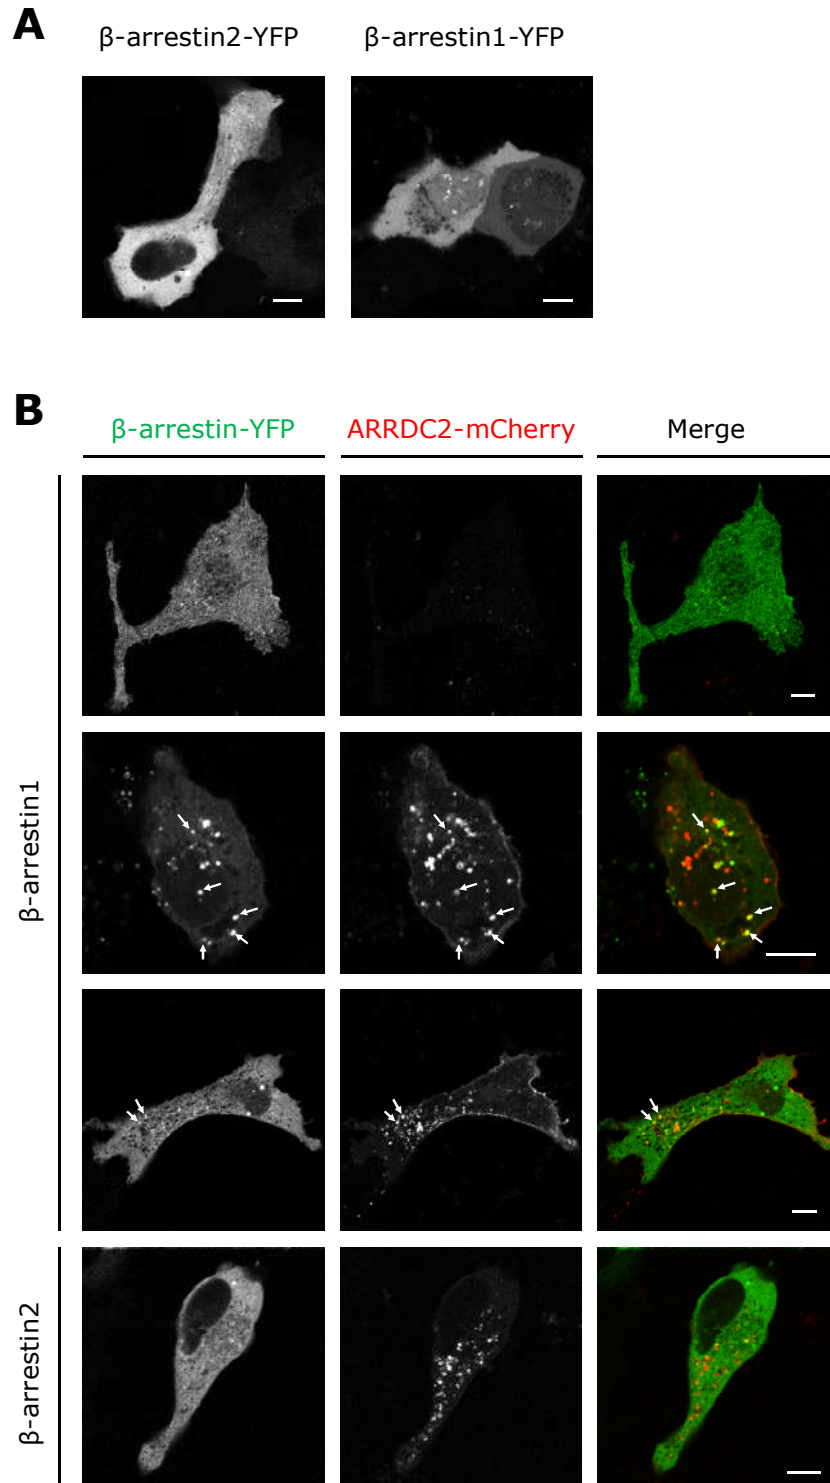 A
β-arrestin2-YFP
β-arrestin1-YFP
B
β-arrestin-YFP
ARRDC2-mCherry
Merge
β-arrestin1
β-arrestin2